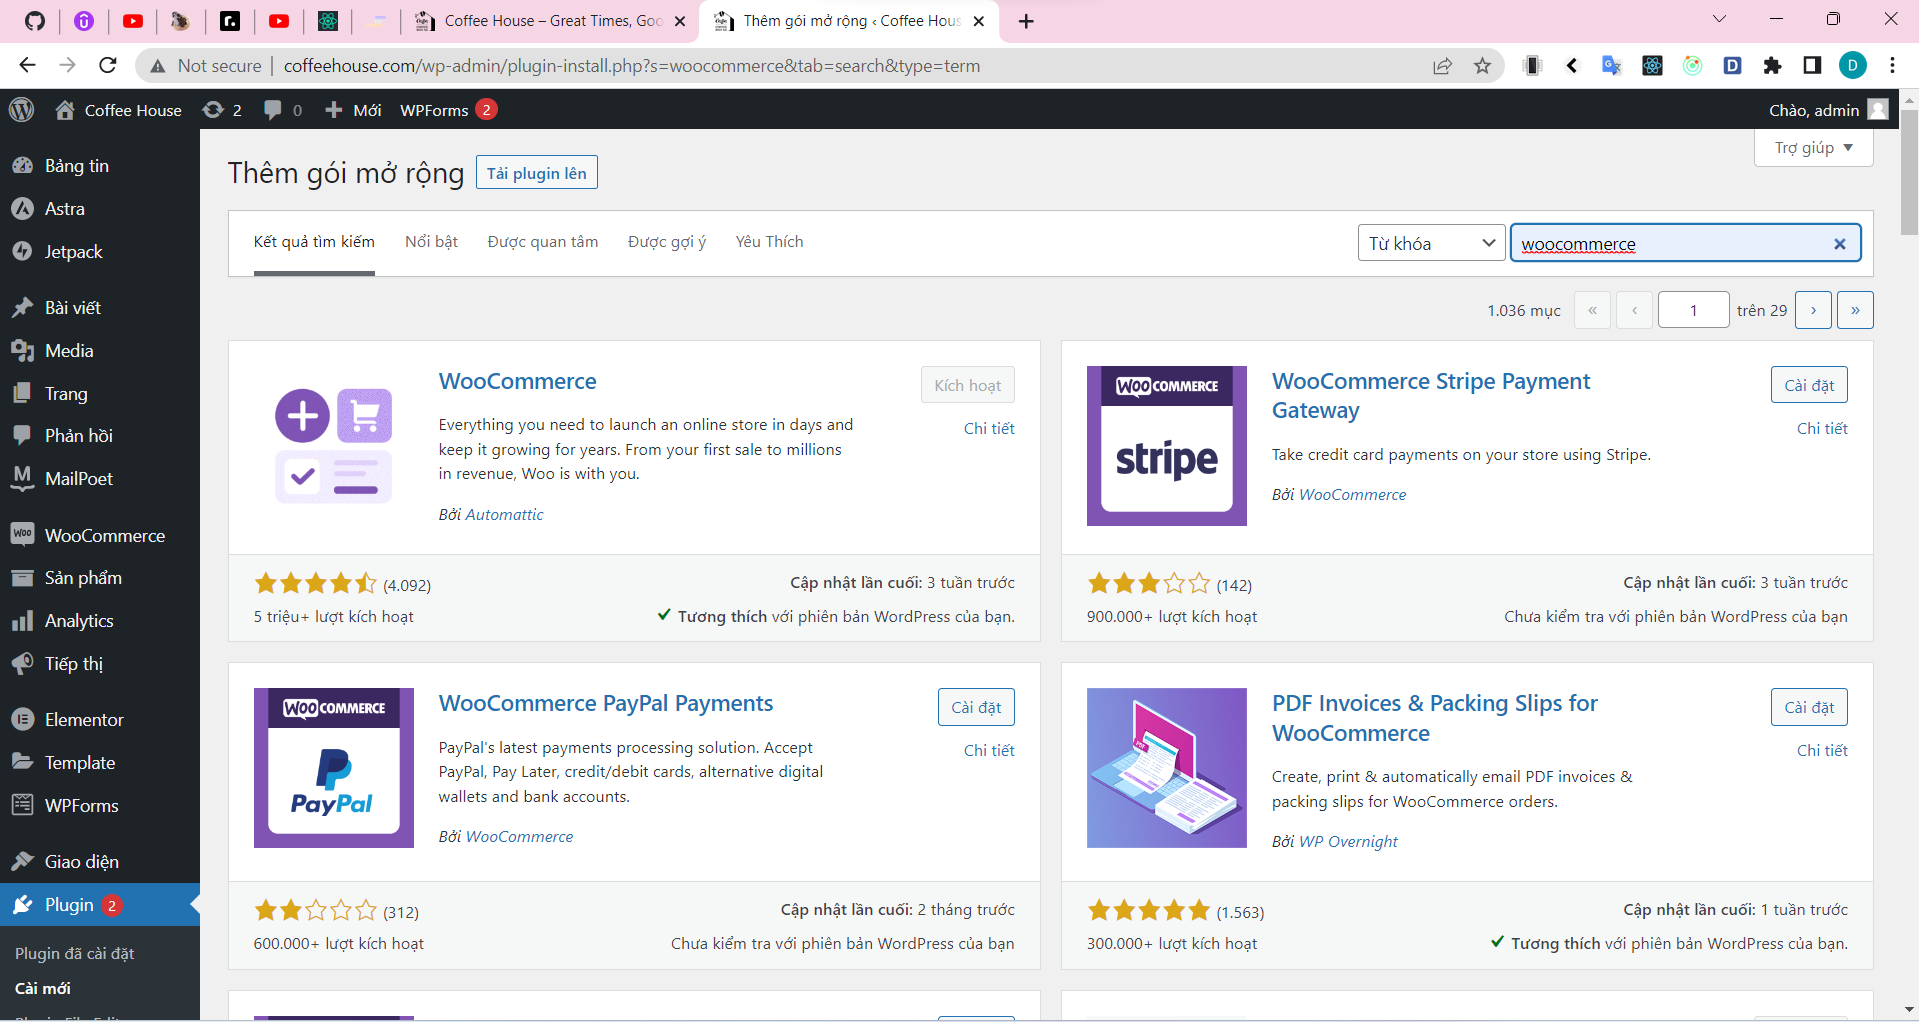 Coffee House – Great Times, Goo
Thêm gói mở rộng ‹ Coffee Hous
Not secure
coffeehouse.com/wp-admin/plugin-install.php?s=woocommerce&tab=search&type=term
D
Coffee House
2
0
Mới
WPForms 2
Chào, admin
Bảng tin
Astra
Jetpack
Bài viết
Media
Trang
Phản hồi
MailPoet
WooCommerce
Sản phẩm
Analytics
Tiếp thị
Elementor
Template
WPForms
Giao diện
Plugin 2
Plugin đã cài đặt
Cài mới
Trợ giúp
Thêm gói mở rộng
Tải plugin lên
Kết quả tìm kiếm
Nổi bật
Được quan tâm
Được gợi ý
Yêu Thích
Từ khóa
woocommerce
1.036 mục
«
‹
1
trên 29
›
»
WooCommerce
Kích hoạt
Chi tiết
Everything you need to launch an online store in days and
keep it growing for years. From your first sale to millions
in revenue, Woo is with you.
Bởi Automattic
(4.092)
5 triệu+ lượt kích hoạt
Cập nhật lần cuối: 3 tuần trước
Tương thích với phiên bản WordPress của bạn.
WOO COMMERCE
stripe
WooCommerce Stripe Payment
Gateway
Cài đặt
Chi tiết
Take credit card payments on your store using Stripe.
Bởi WooCommerce
(142)
900.000+ lượt kích hoạt
Cập nhật lần cuối: 3 tuần trước
Chưa kiểm tra với phiên bản WordPress của bạn
WOO COMMERCE
PayPal
WooCommerce PayPal Payments
Cài đặt
Chi tiết
PayPal's latest payments processing solution. Accept
PayPal, Pay Later, credit/debit cards, alternative digital
wallets and bank accounts.
Bởi WooCommerce
(312)
600.000+ lượt kích hoạt
Cập nhật lần cuối: 2 tháng trước
Chưa kiểm tra với phiên bản WordPress của bạn
PDF
PDF Invoices & Packing Slips for
WooCommerce
Cài đặt
Chi tiết
Create, print & automatically email PDF invoices &
packing slips for WooCommerce orders.
Bởi WP Overnight
(1.563)
300.000+ lượt kích hoạt
Cập nhật lần cuối: 1 tuần trước
Tương thích với phiên bản WordPress của bạn.